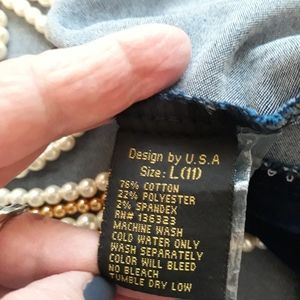 Design by U.S.A
Size: L(11)
76% COTTON
22% POLYESTER
2% SPANDEX
RN# 136323
MACHINE WASH
COLD WATER ONLY
WASH SEPARATELY
COLOR WILL BLEED
NO BLEACH
TUMBLE DRY LOW